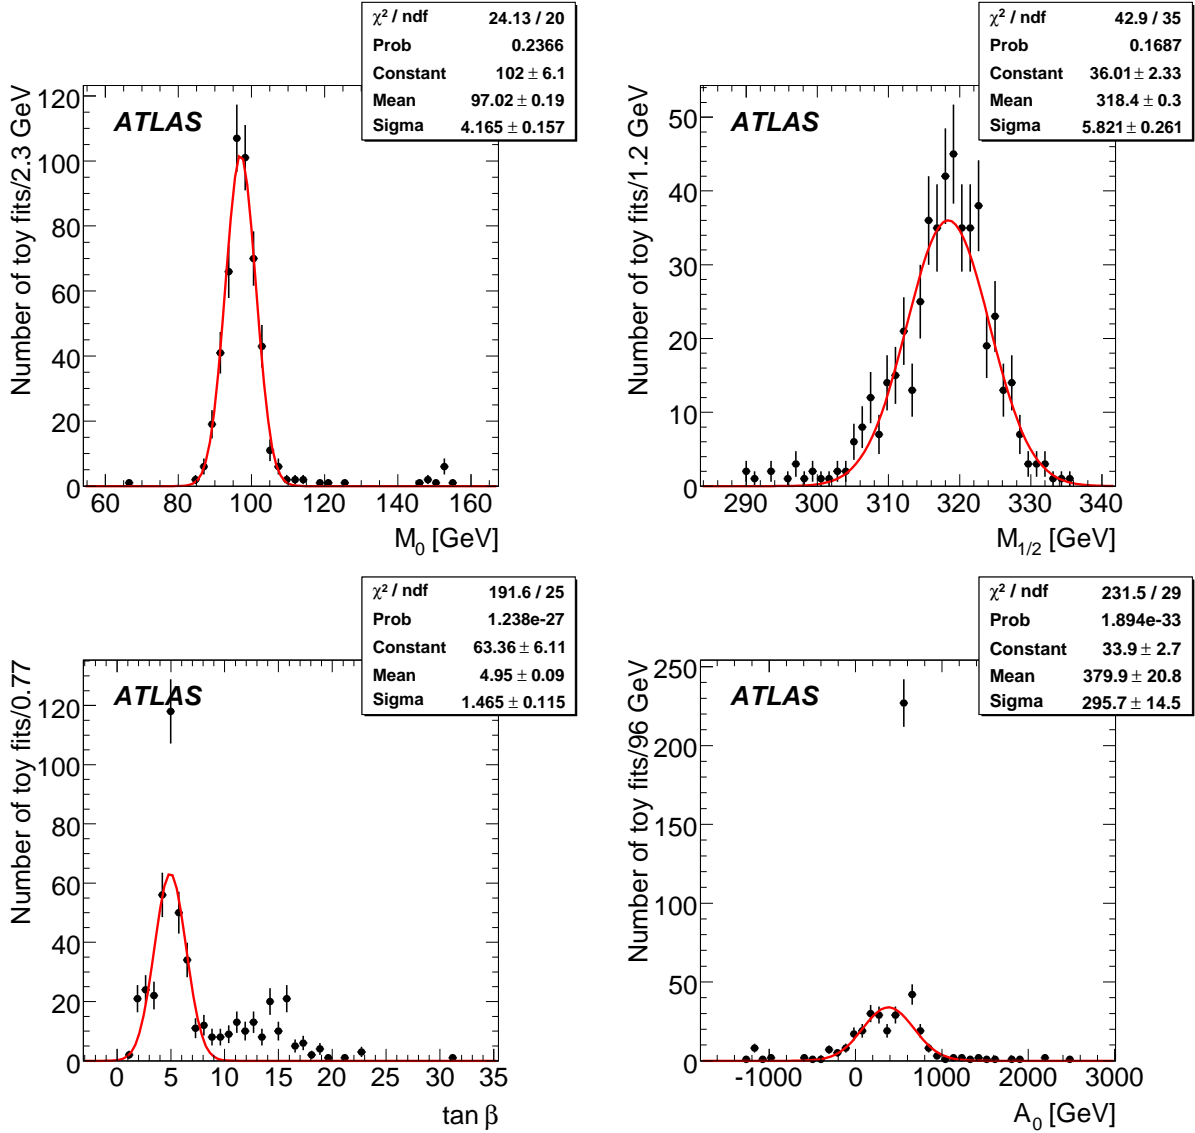 χ² / ndf 24.13 / 20
Prob 0.2366
Constant 102 ± 6.1
Mean 97.02 ± 0.19
Sigma 4.165 ± 0.157
ATLAS
Number of toy fits/2.3 GeV
120
100
80
60
40
20
0
60 80 100 120 140 160
M₀ [GeV]
χ² / ndf 42.9 / 35
Prob 0.1687
Constant 36.01 ± 2.33
Mean 318.4 ± 0.3
Sigma 5.821 ± 0.261
ATLAS
Number of toy fits/1.2 GeV
50
40
30
20
10
0
290 300 310 320 330 340
M₁/₂ [GeV]
χ² / ndf 191.6 / 25
Prob 1.238e-27
Constant 63.36 ± 6.11
Mean 4.95 ± 0.09
Sigma 1.465 ± 0.115
ATLAS
Number of toy fits/0.77
120
100
80
60
40
20
0
0 5 10 15 20 25 30 35
tan β
χ² / ndf 231.5 / 29
Prob 1.894e-33
Constant 33.9 ± 2.7
Mean 379.9 ± 20.8
Sigma 295.7 ± 14.5
ATLAS
Number of toy fits/96 GeV
250
200
150
100
50
0
-1000 0 1000 2000 3000
A₀ [GeV]